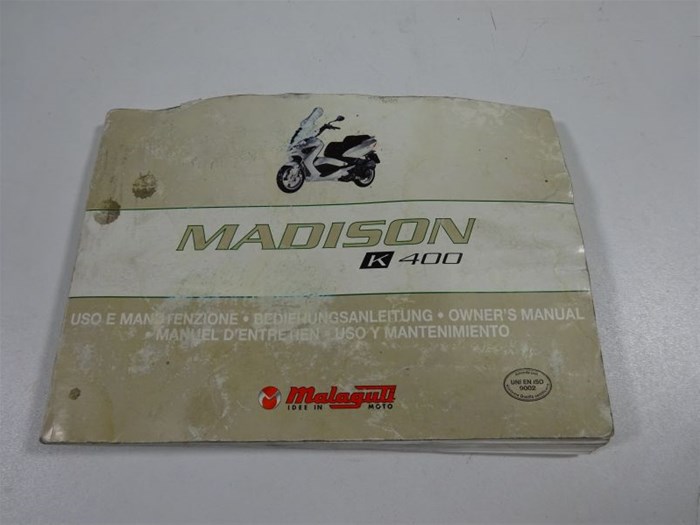 MADISON
K 400
USO E MANUTENZIONE • BEDIENUNGSANLEITUNG • OWNER'S MANUAL
• MANUEL D'ENTRETIEN • USO Y MANTENIMIENTO
Malaguti
IDEE IN MOTO
UNI EN ISO
9002